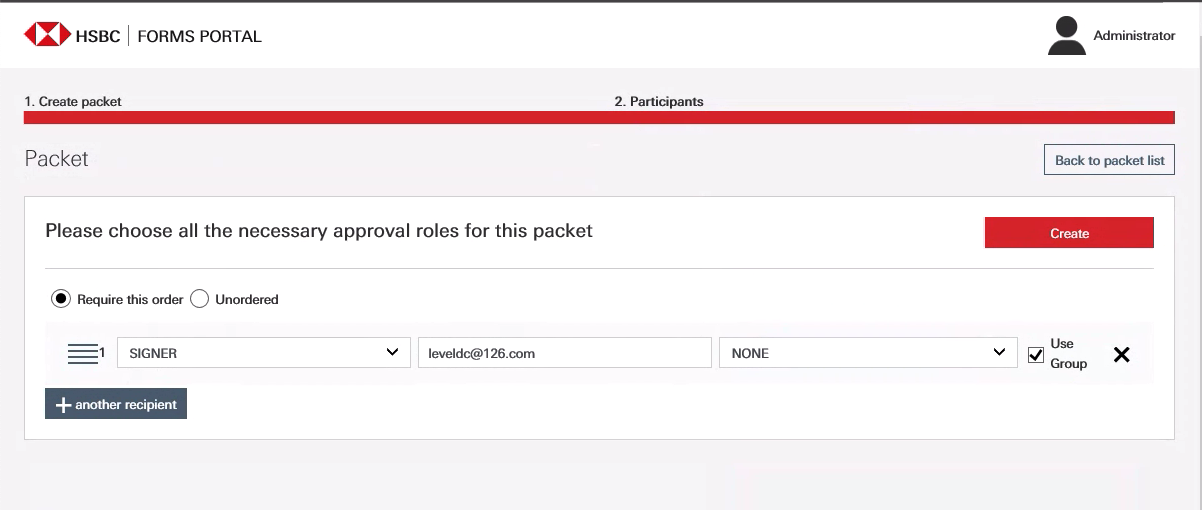 HSBC FORMS PORTAL
Administrator
1. Create packet
2. Participants
Packet
Back to packet list
Please choose all the necessary approval roles for this packet
Create
Require this order
Unordered
1
SIGNER
leveldc@126.com
NONE
Use
Group
another recipient